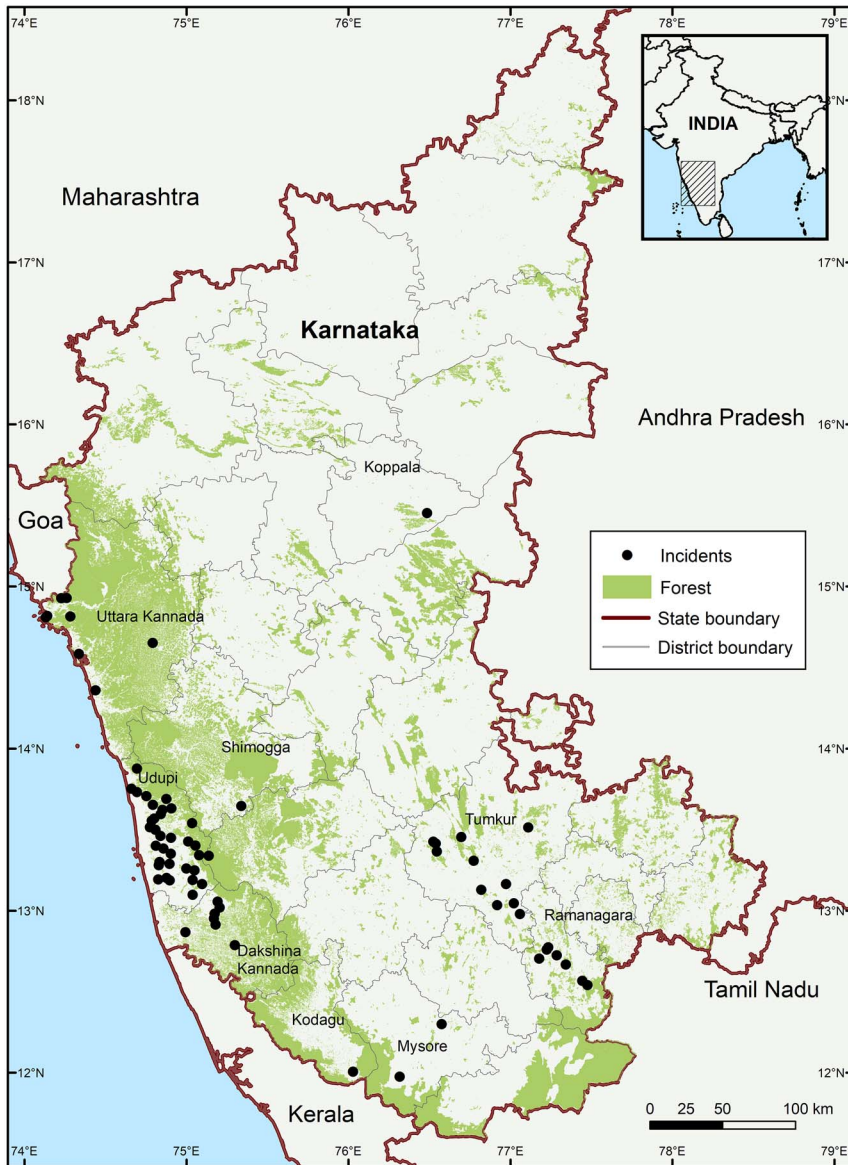 74°E 75°E 76°E 77°E 78°E 79°E
18°N
INDIA
Maharashtra
17°N 17°N
Karnataka
16°N 16°N
Andhra Pradesh
Koppala
Goa
Incidents
15°N 15°N
Forest
Uttara Kannada
State boundary
District boundary
14°N 14°N
Shimogga
Udupi
Tumkur
13°N 13°N
Ramanagara
Dakshina
Kannada
Tamil Nadu
Kodagu
Mysore
12°N 12°N
Kerala
0 25 50 100 km
74°E 75°E 76°E 77°E 78°E 79°E